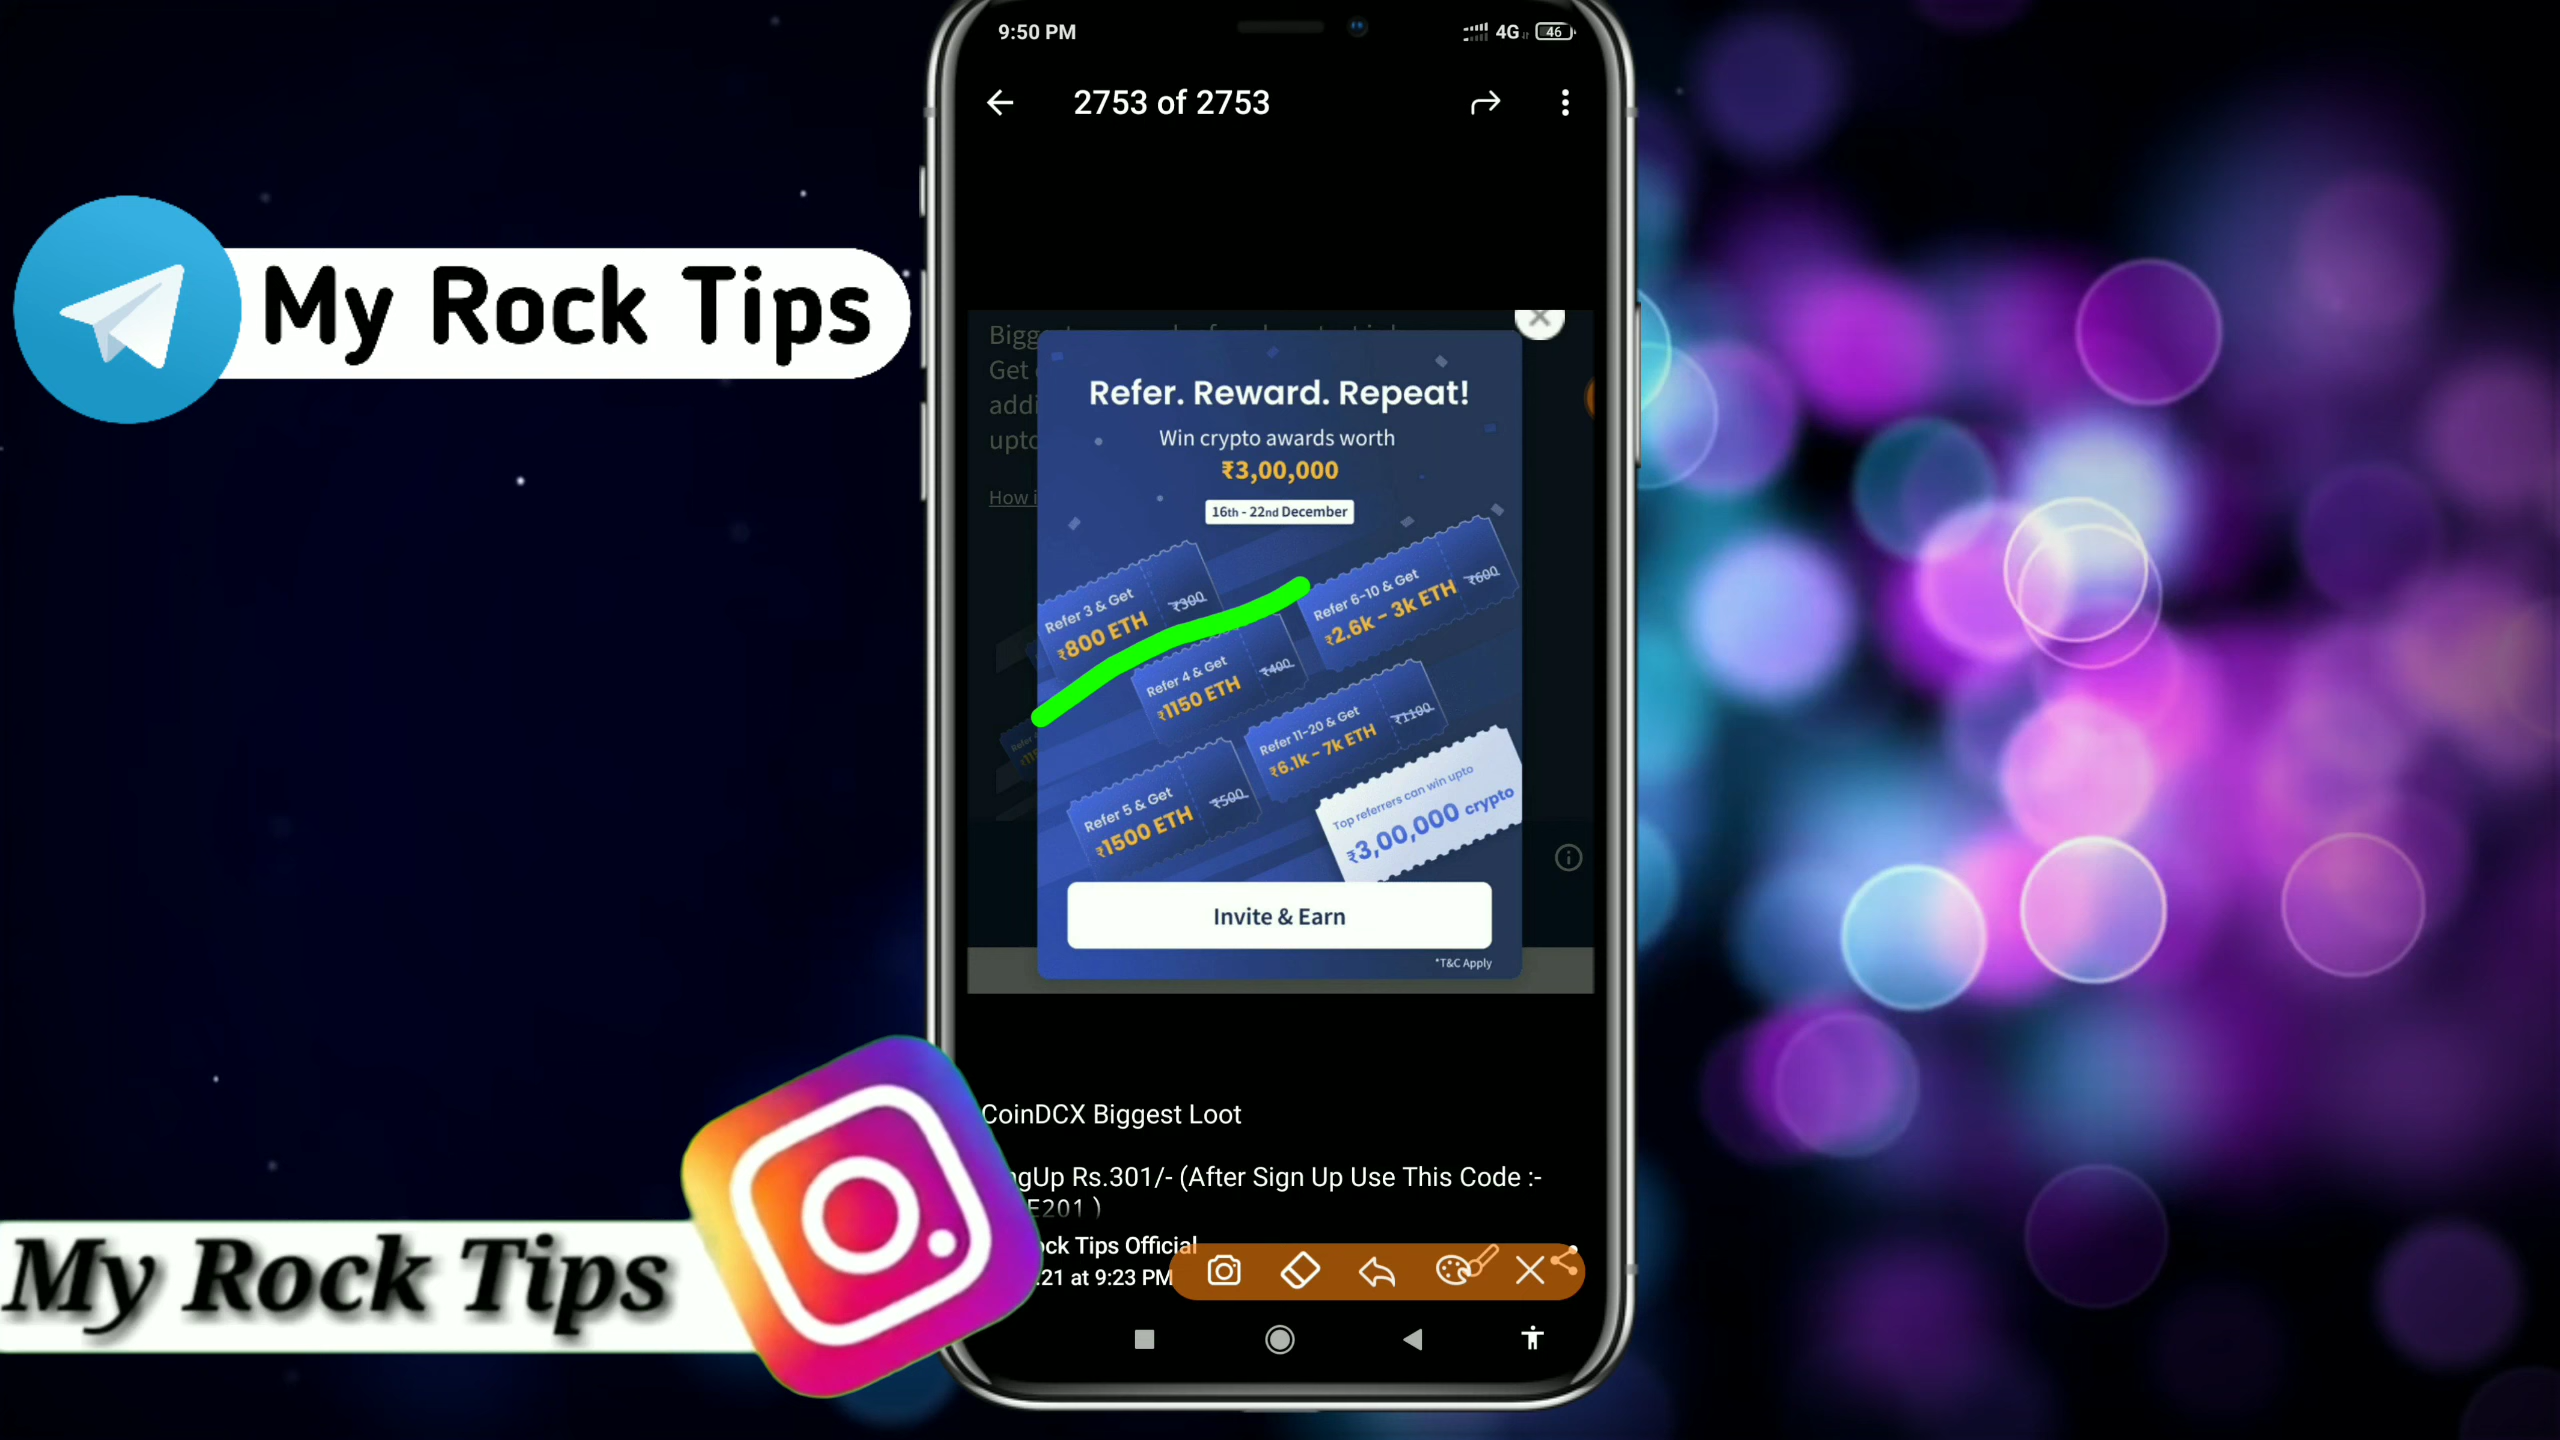 9:50 PM
4G
46
2753 of 2753
My Rock Tips
Get
How i
Refer. Reward. Repeat!
Win crypto awards worth
₹3,00,000
16th - 22nd December
Refer 3 & Get
₹800 ETH
₹300
Refer 6-10 & Get
₹2.6k - 3k ETH
₹600
Refer 4 & Get
₹1150 ETH
₹400
Refer 11-20 & Get
₹6.1k - 7k ETH
₹1100
Refer 5 & Get
₹1500 ETH
₹500
Top referrers can win upto
₹3,00,000 crypto
Invite & Earn
*T&C Apply
CoinDCX Biggest Loot
ngUp Rs.301/- (After Sign Up Use This Code :-
E201 )
ck Tips Official
.21 at 9:23 PM
My Rock Tips